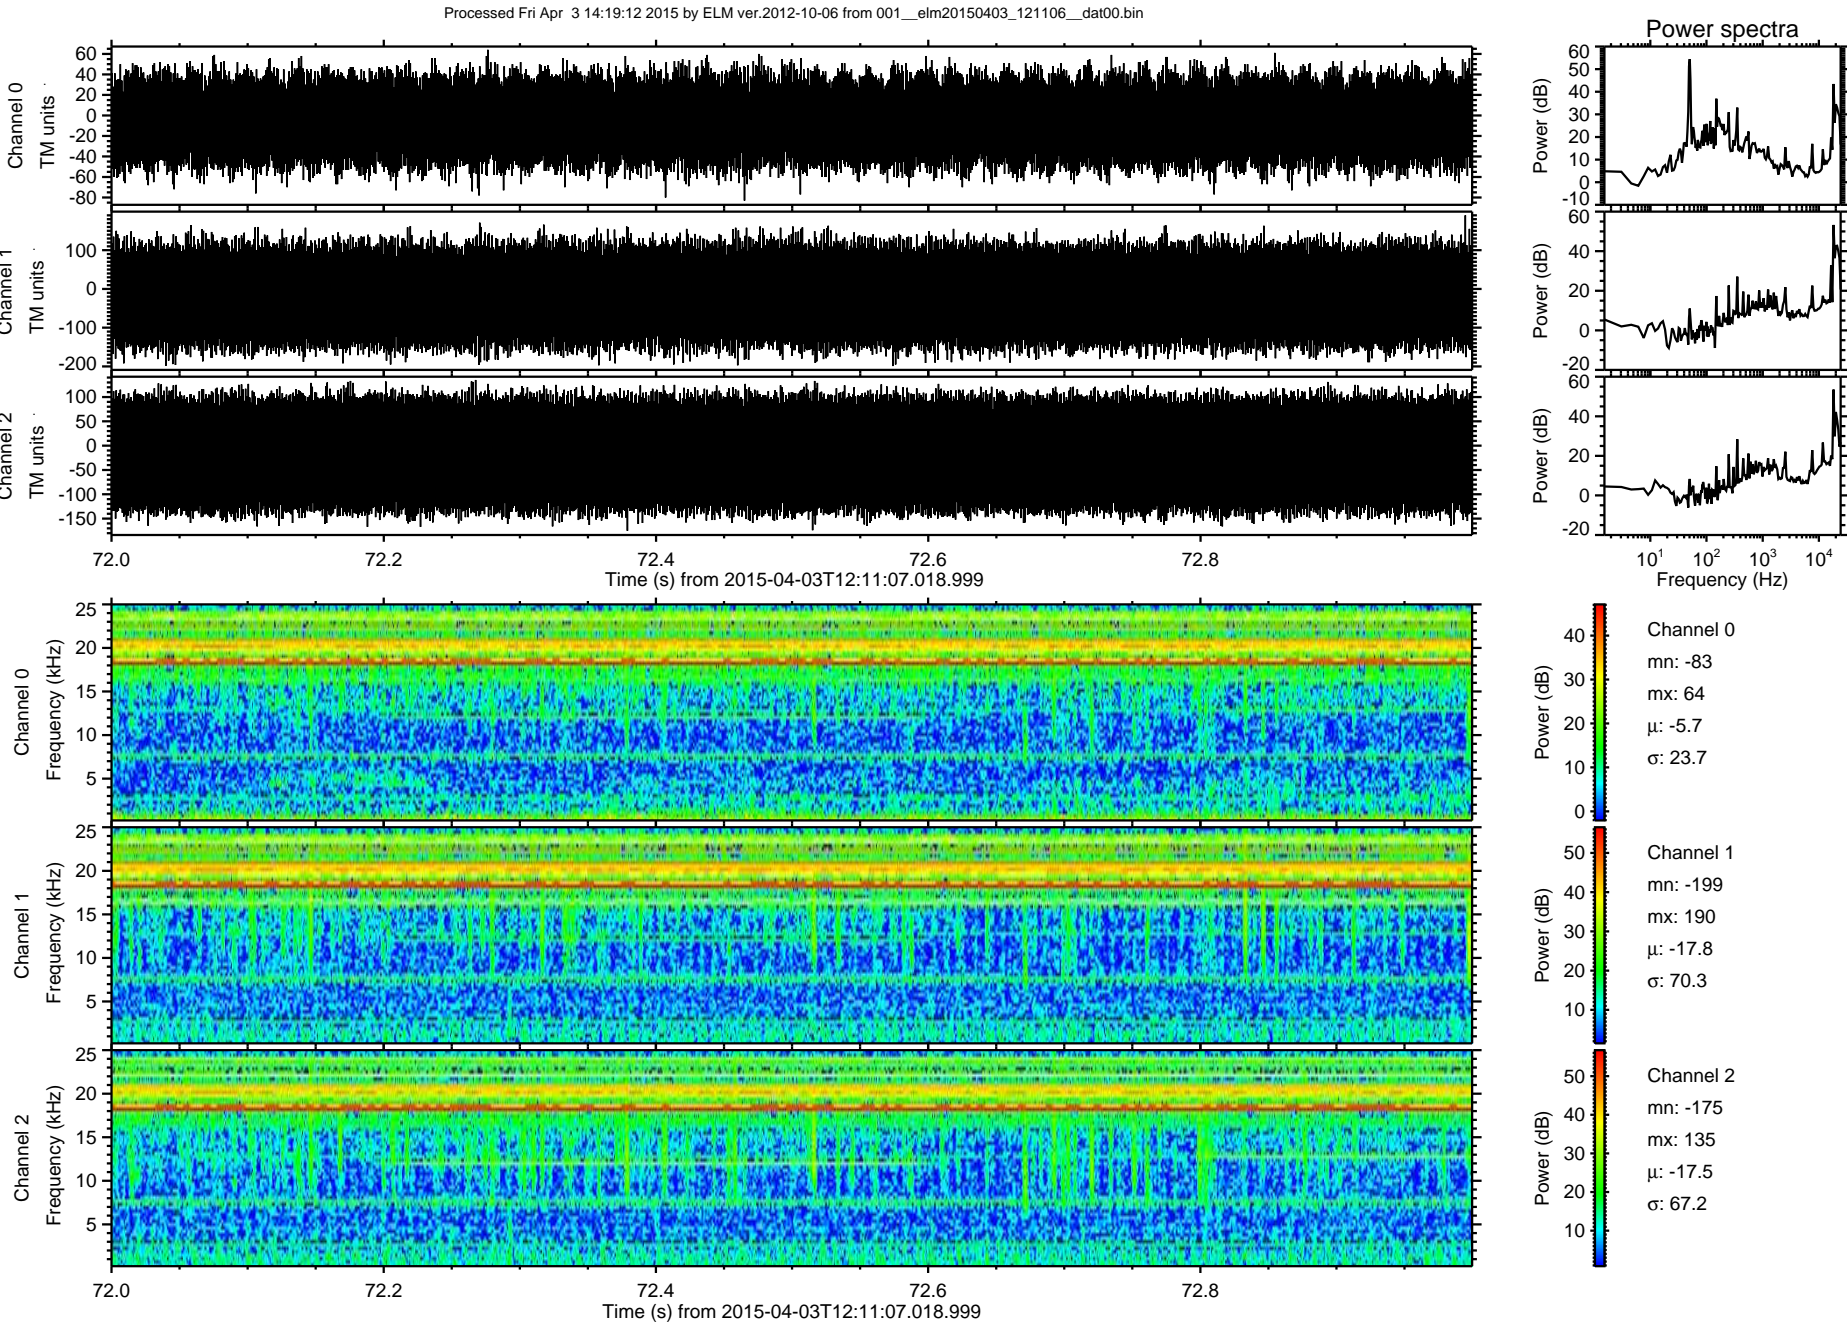 Processed Fri Apr  3 14:19:12 2015 by ELM ver.2012-10-06 from 001__elm20150403_121106__dat00.bin
Power spectra
Channel 0
TM units
60
40
20
0
-20
-40
-60
-80
Power (dB)
60
50
40
30
20
10
0
-10
Channel 1
TM units
100
0
-100
-200
Power (dB)
60
40
20
0
-20
Channel 2
TM units
100
50
0
-50
-100
-150
Power (dB)
60
40
20
0
-20
72.0 72.2 72.4 72.6 72.8
Time (s) from 2015-04-03T12:11:07.018.999
10^1 10^2 10^3 10^4
Frequency (Hz)
Channel 0
Frequency (kHz)
25
20
15
10
5
Power (dB)
40
30
20
10
0
Channel 0
mn: -83
mx: 64
μ: -5.7
σ: 23.7
Channel 1
Frequency (kHz)
25
20
15
10
5
Power (dB)
50
40
30
20
10
Channel 1
mn: -199
mx: 190
μ: -17.8
σ: 70.3
Channel 2
Frequency (kHz)
25
20
15
10
5
Power (dB)
50
40
30
20
10
Channel 2
mn: -175
mx: 135
μ: -17.5
σ: 67.2
72.0 72.2 72.4 72.6 72.8
Time (s) from 2015-04-03T12:11:07.018.999